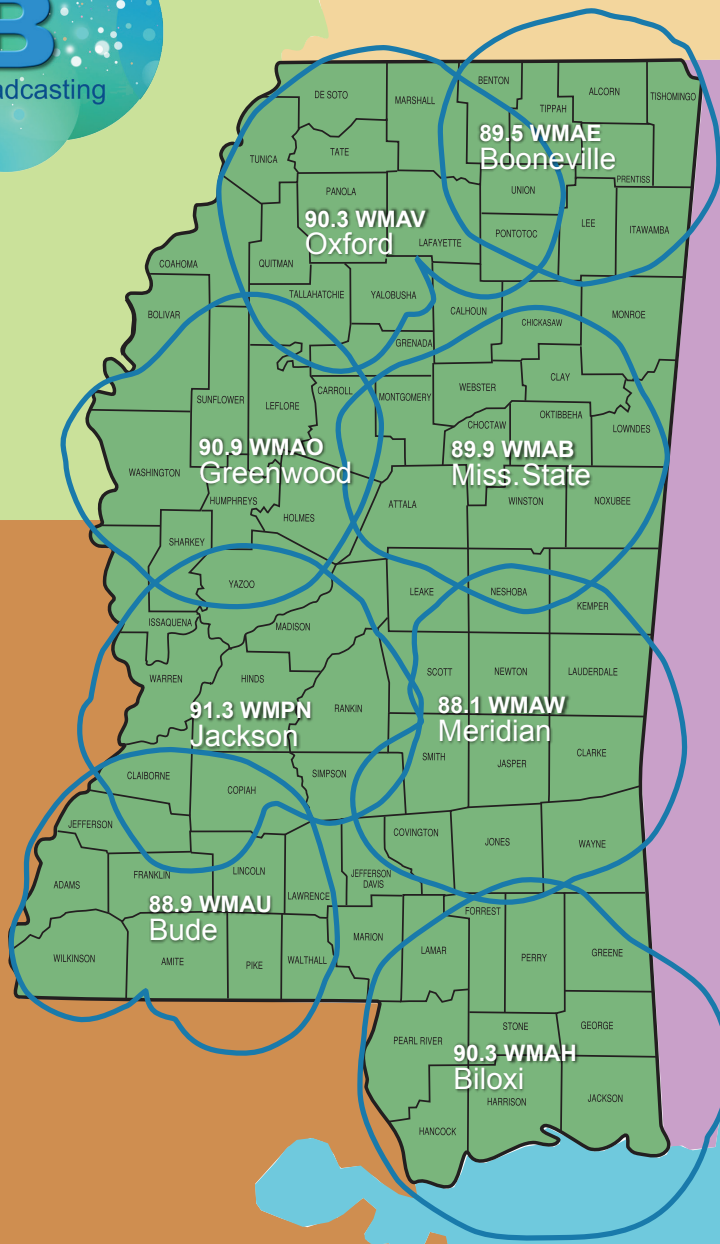 B
adcasting
BENTON
ALCORN
TISHOMINGO
DE SOTO
MARSHALL
TIPPAH
89.5 WMAE
Booneville
TUNICA
TATE
PRENTISS
PANOLA
UNION
90.3 WMAV
Oxford
LAFAYETTE
PONTOTOC
LEE
ITAWAMBA
COAHOMA
QUITMAN
TALLAHATCHIE
YALOBUSHA
BOLIVAR
CALHOUN
CHICKASAW
MONROE
GRENADA
SUNFLOWER
LEFLORE
CARROLL
MONTGOMERY
WEBSTER
CLAY
CHOCTAW
OKTIBBEHA
LOWNDES
90.9 WMAO
Greenwood
89.9 WMAB
Miss.State
WASHINGTON
HUMPHREYS
HOLMES
ATTALA
WINSTON
NOXUBEE
SHARKEY
YAZOO
LEAKE
NESHOBA
KEMPER
ISSAQUENA
MADISON
WARREN
HINDS
SCOTT
NEWTON
LAUDERDALE
91.3 WMPN
Jackson
RANKIN
88.1 WMAW
Meridian
SMITH
JASPER
CLARKE
CLAIBORNE
COPIAH
SIMPSON
JEFFERSON
COVINGTON
JONES
WAYNE
ADAMS
FRANKLIN
LINCOLN
LAWRENCE
JEFFERSON
DAVIS
88.9 WMAU
Bude
FORREST
MARION
LAMAR
PERRY
GREENE
WILKINSON
AMITE
PIKE
WALTHALL
PEARL RIVER
STONE
GEORGE
90.3 WMAH
Biloxi
HARRISON
JACKSON
HANCOCK